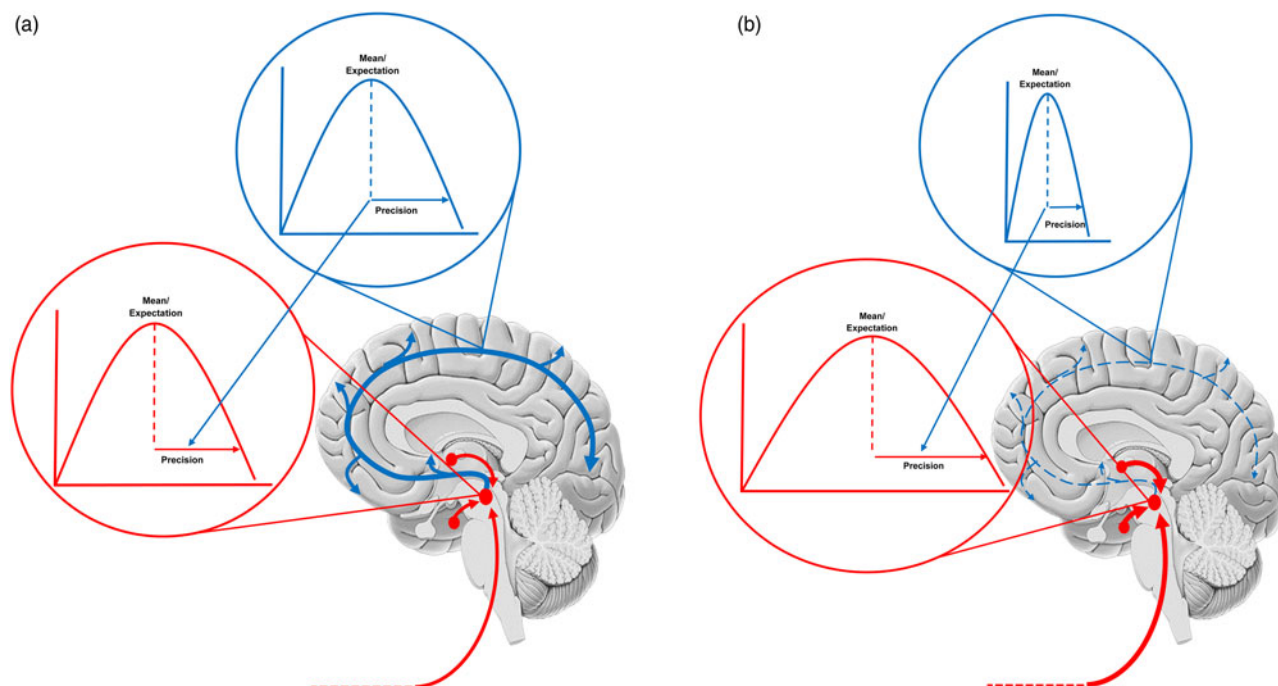 (a)
Mean/
Expectation
Precision
Mean/
Expectation
Precision
(b)
Mean/
Expectation
Precision
Mean/
Expectation
Precision